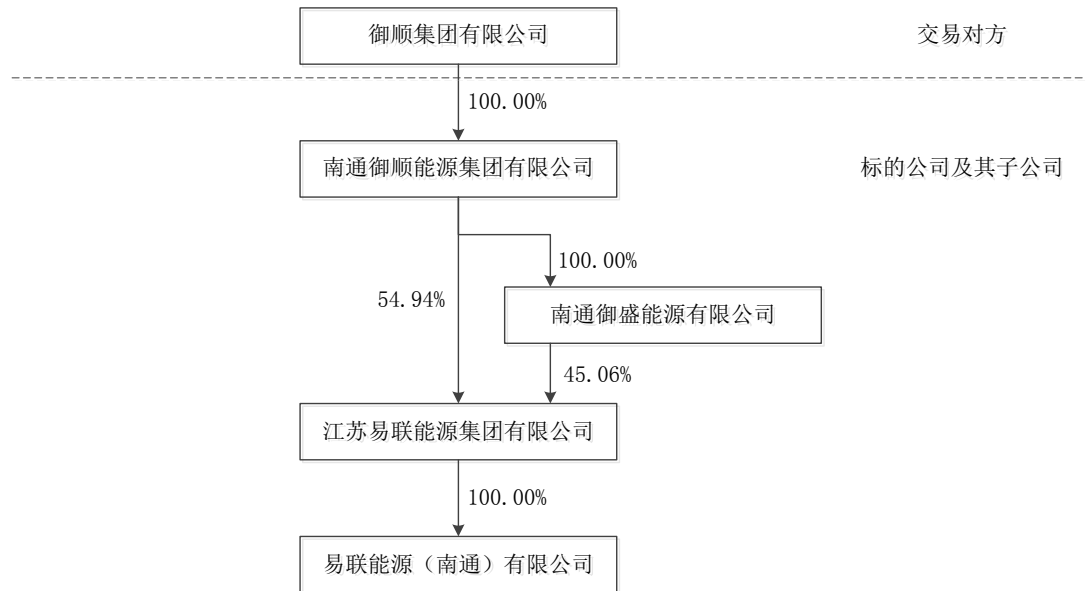 御顺集团有限公司
交易对方
100.00%
南通御顺能源集团有限公司
标的公司及其子公司
100.00%
54.94%
南通御盛能源有限公司
45.06%
江苏易联能源集团有限公司
100.00%
易联能源（南通）有限公司